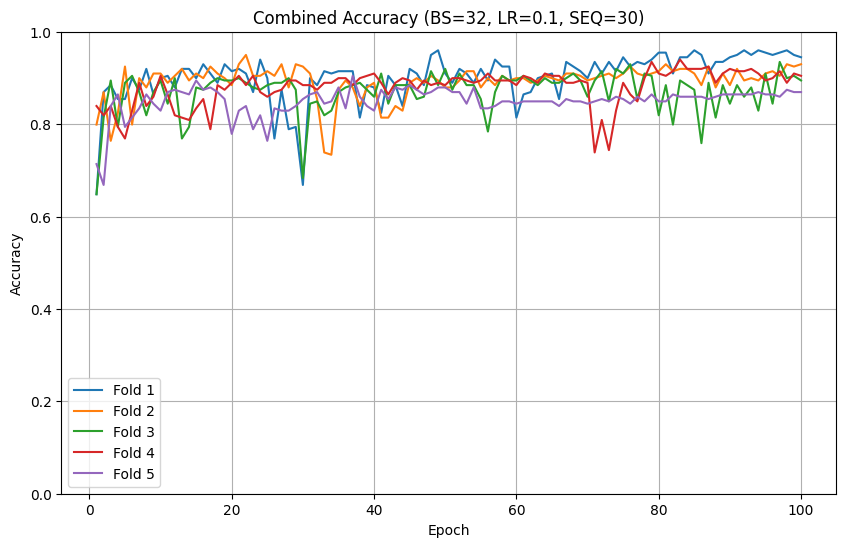 Combined Accuracy (BS=32, LR=0.1, SEQ=30)
1.0
0.8
0.6
0.4
0.2
0.0
Accuracy
Fold 1
Fold 2
Fold 3
Fold 4
Fold 5
0 20 40 60 80 100
Epoch